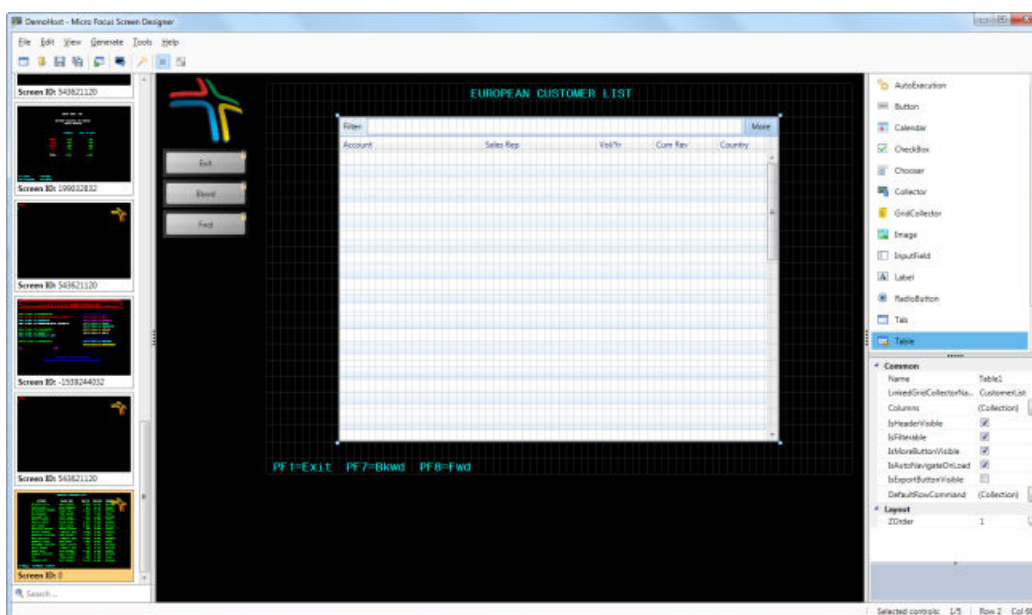 DemoHost - Micro Focus Screen Designer
File Edit View Generate Tools Help
Screen ID: 543621120
Screen ID: 199032832
Screen ID: 543621120
Screen ID: -1539244032
Screen ID: 543621120
Screen ID: 0
Search ...
Exit
Bkwd
Fwd
EUROPEAN CUSTOMER LIST
Filter: More
Account Sales Rep Vol/Yr Cum Rev Country
PF1=Exit PF7=Bkwd PF8=Fwd
AutoExecution
Button
Calendar
CheckBox
Chooser
Collector
GridCollector
Image
InputField
Label
RadioButton
Tab
Table
Common
Name Table1
LinkedGridCollectorNa... CustomerList
Columns (Collection)
IsHeaderVisible
IsFilterable
IsMoreButtonVisible
IsAutoNavigateOnLoad
IsExportButtonVisible
DefaultRowCommand (Collection)
Layout
ZOrder 1
Selected controls: 1/5 Row 2 Col 6